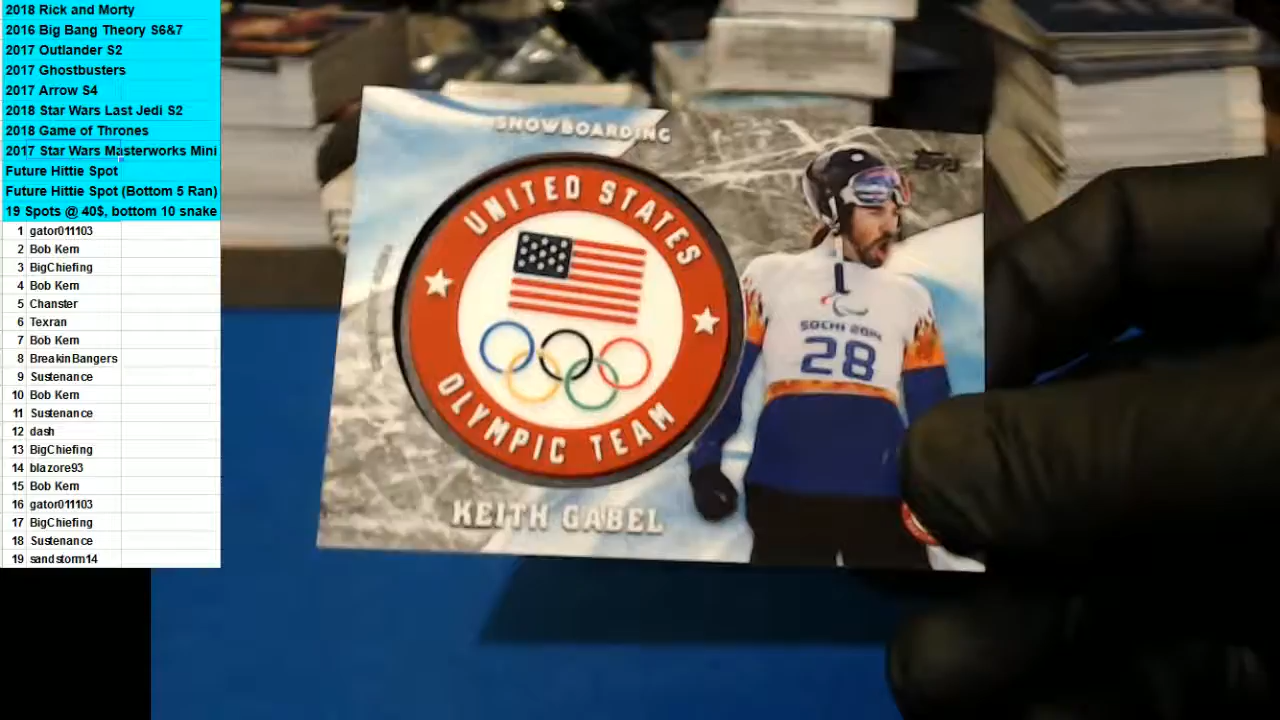 2018 Rick and Morty
2016 Big Bang Theory S6&7
2017 Outlander S2
2017 Ghostbusters
2017 Arrow S4
2018 Star Wars Last Jedi S2
2018 Game of Thrones
2017 Star Wars Masterworks Mini
Future Hittie Spot
Future Hittie Spot (Bottom 5 Ran)
19 Spots @ 40$, bottom 10 snake
1 gator011103
2 Bob Kern
3 BigChiefing
4 Bob Kern
5 Chanster
6 Texran
7 Bob Kern
8 BreakinBangers
9 Sustenance
10 Bob Kern
11 Sustenance
12 dash
13 BigChiefing
14 blazore93
15 Bob Kern
16 gator011103
17 BigChiefing
18 Sustenance
19 sandstorm14
SNOWBOARDING
Topps
UNITED STATES
OLYMPIC TEAM
KEITH GABEL
SOCHI 2014
28